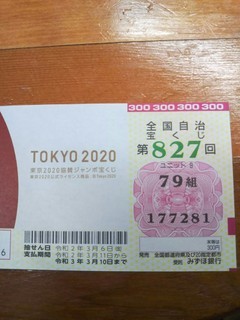 300 300 300 300
TOKYO 2020
東京2020協賛ジャンボ宝くじ
全国自治
宝くじ
第827回
ユニット8
79組
177281
抽せん日 令和2年3月6日
支払期間 令和2年3月11日から
令和3年3月10日まで
300円
発売 全国都道府県及び20指定都市
受託 みずほ銀行
6